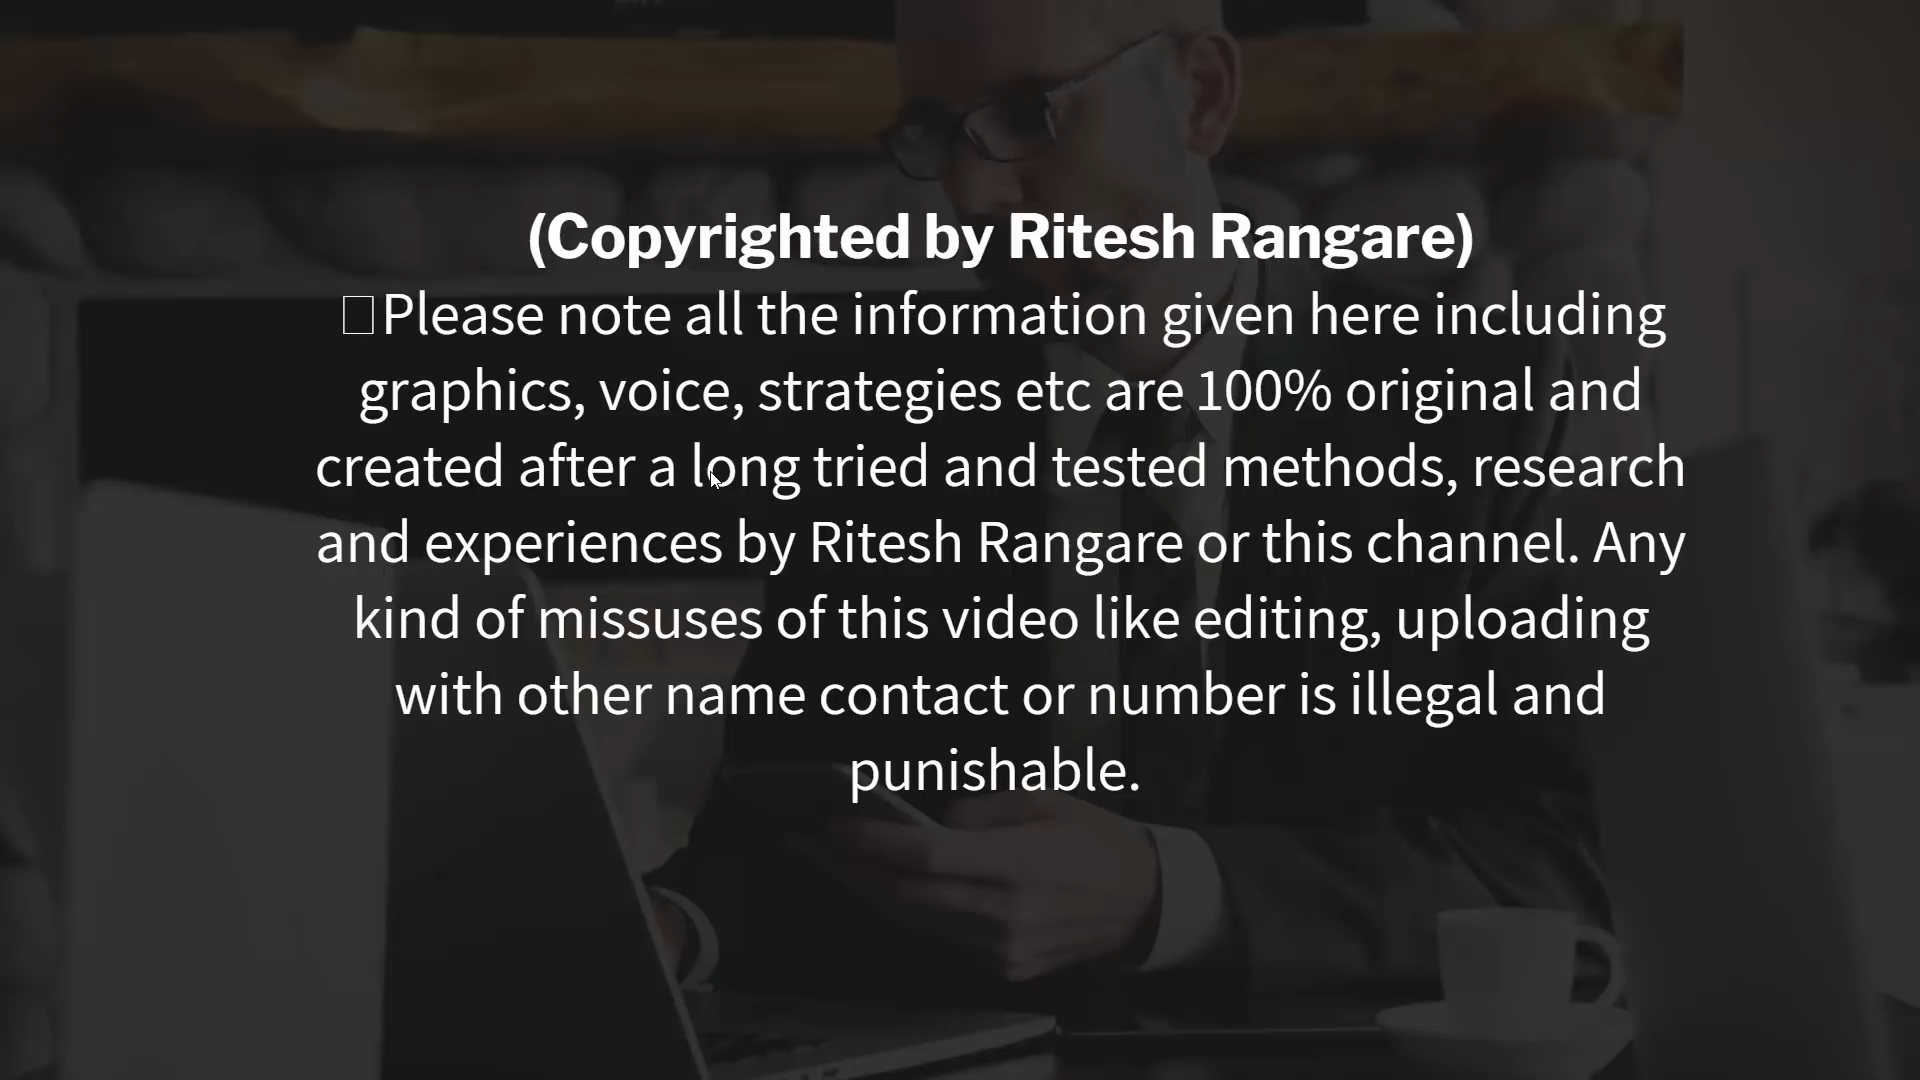 (Copyrighted by Ritesh Rangare)
Please note all the information given here including
graphics, voice, strategies etc are 100% original and
created after a long tried and tested methods, research
and experiences by Ritesh Rangare or this channel. Any
kind of missuses of this video like editing, uploading
with other name contact or number is illegal and
punishable.